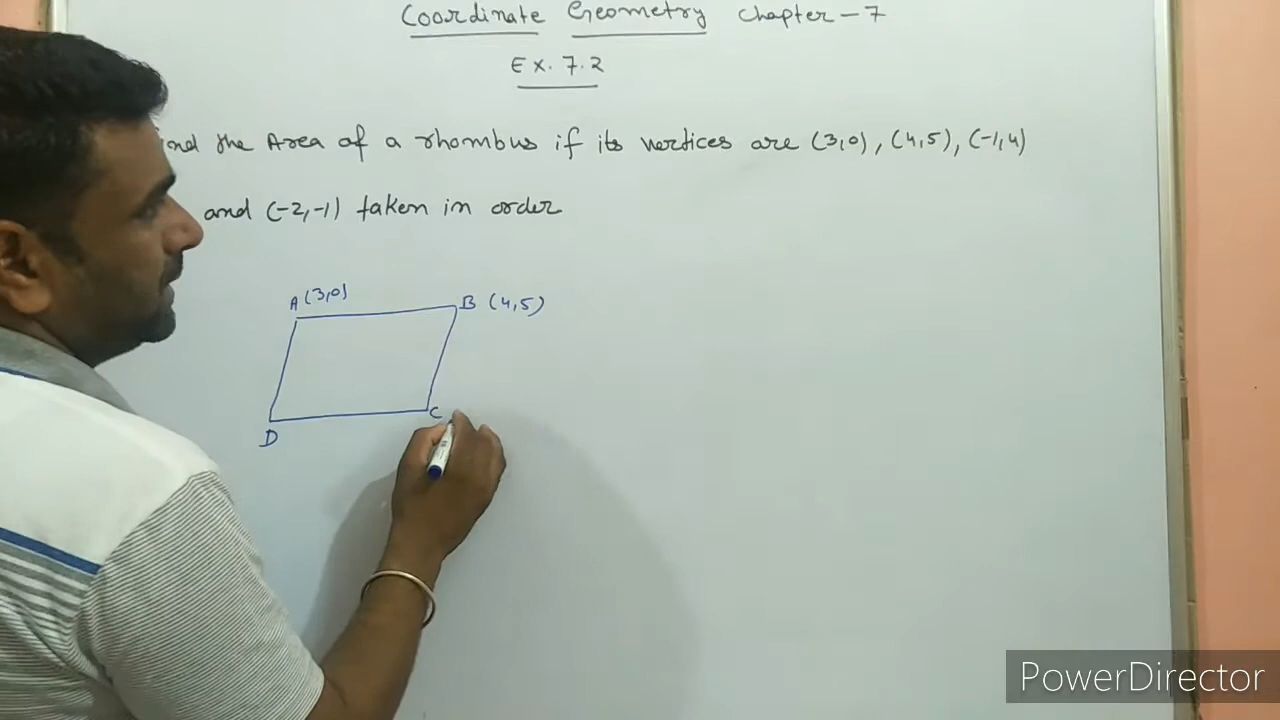 Coordinate Geometry Chapter-7
Ex. 7.2
ind the Area of a rhombus if its vertices are (3,0), (4,5), (-1,4)
and (-2,-1) taken in order
A (3,0)
B (4,5)
C
D
PowerDirector